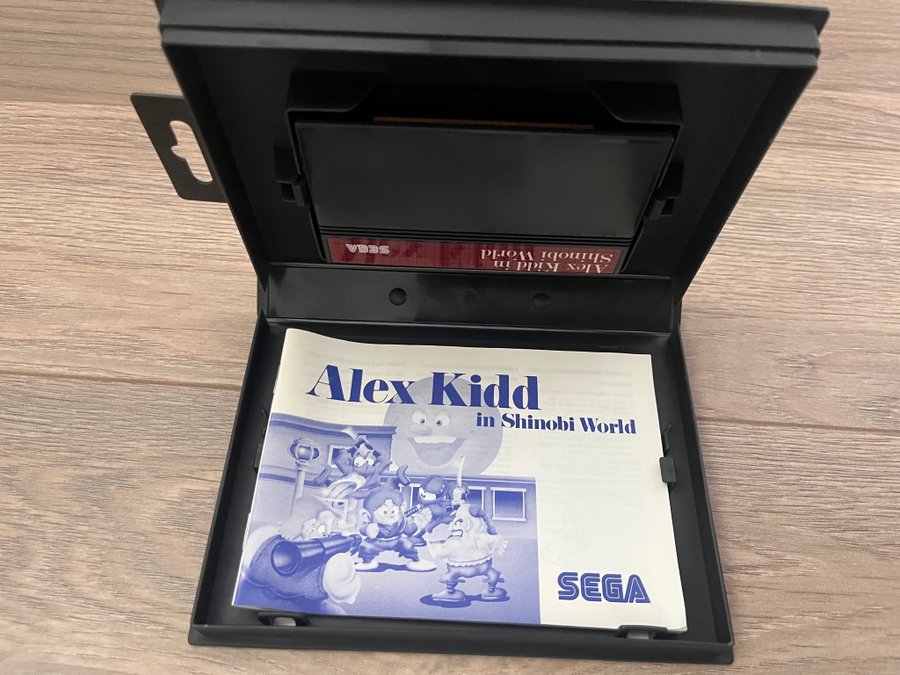 SEGA
Alex Kidd in
Shinobi World
Alex Kidd
in Shinobi World
SEGA